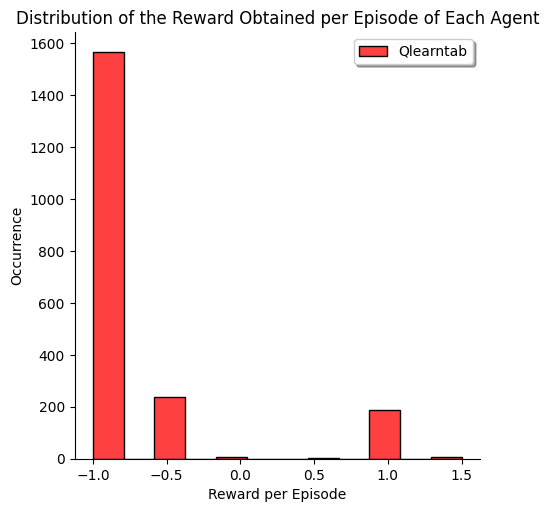 Distribution of the Reward Obtained per Episode of Each Agent
Qlearntab
1600
1400
1200
1000
800
600
400
200
0
Occurrence
−1.0 −0.5 0.0 0.5 1.0 1.5
Reward per Episode